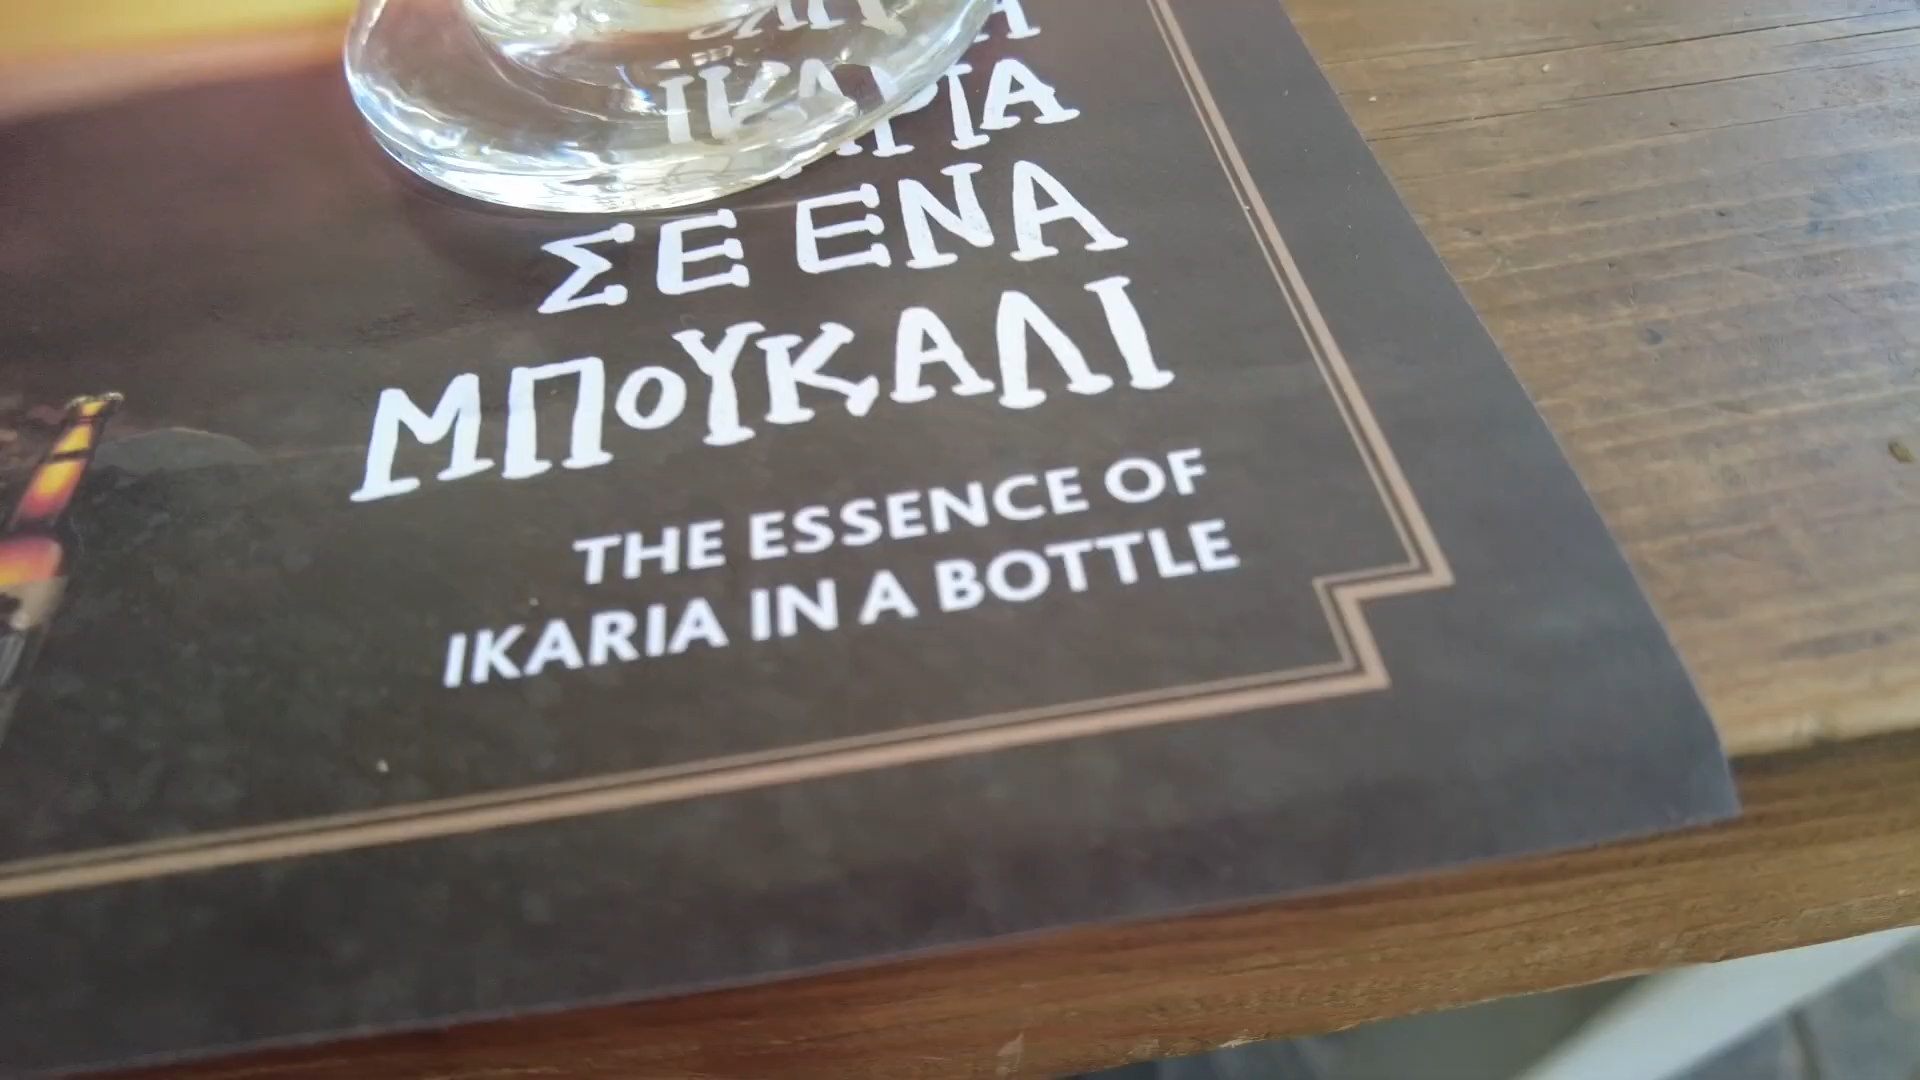 ΙΚΑΡΙΑ
ΣΕ ΕΝΑ
ΜΠΟΥΚΑΛΙ
THE ESSENCE OF
IKARIA IN A BOTTLE